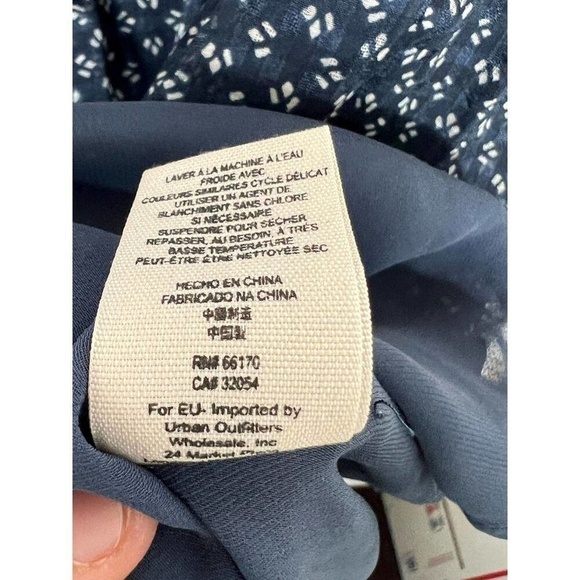 LAVER À LA MACHINE À L'EAU
FROIDE AVEC
COULEURS SIMILAIRES CYCLE DÉLICAT
UTILISER UN AGENT DE
BLANCHIMENT SANS CHLORE
SI NÉCESSAIRE
SUSPENDRE POUR SÉCHER
REPASSER, AU BESOIN, À TRÈS
BASSE TEMPÉRATURE
PEUT-ÊTRE ÊTRE NETTOYÉE SEC
HECHO EN CHINA
FABRICADO NA CHINA
中國制造
中国製
RN# 66170
CA# 32054
For EU- Imported by
Urban Outfitters
Wholesale, Inc
24 Market